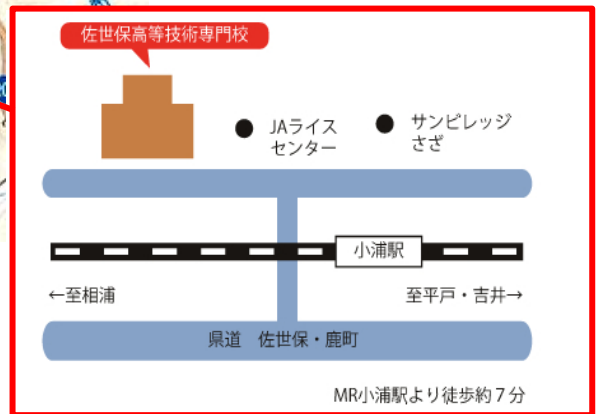 佐世保高等技術専門校
JAライス
センター
サンピレッジ
さざ
小浦駅
←至相浦
至平戸・吉井→
県道 佐世保・鹿町
MR小浦駅より徒歩約7分